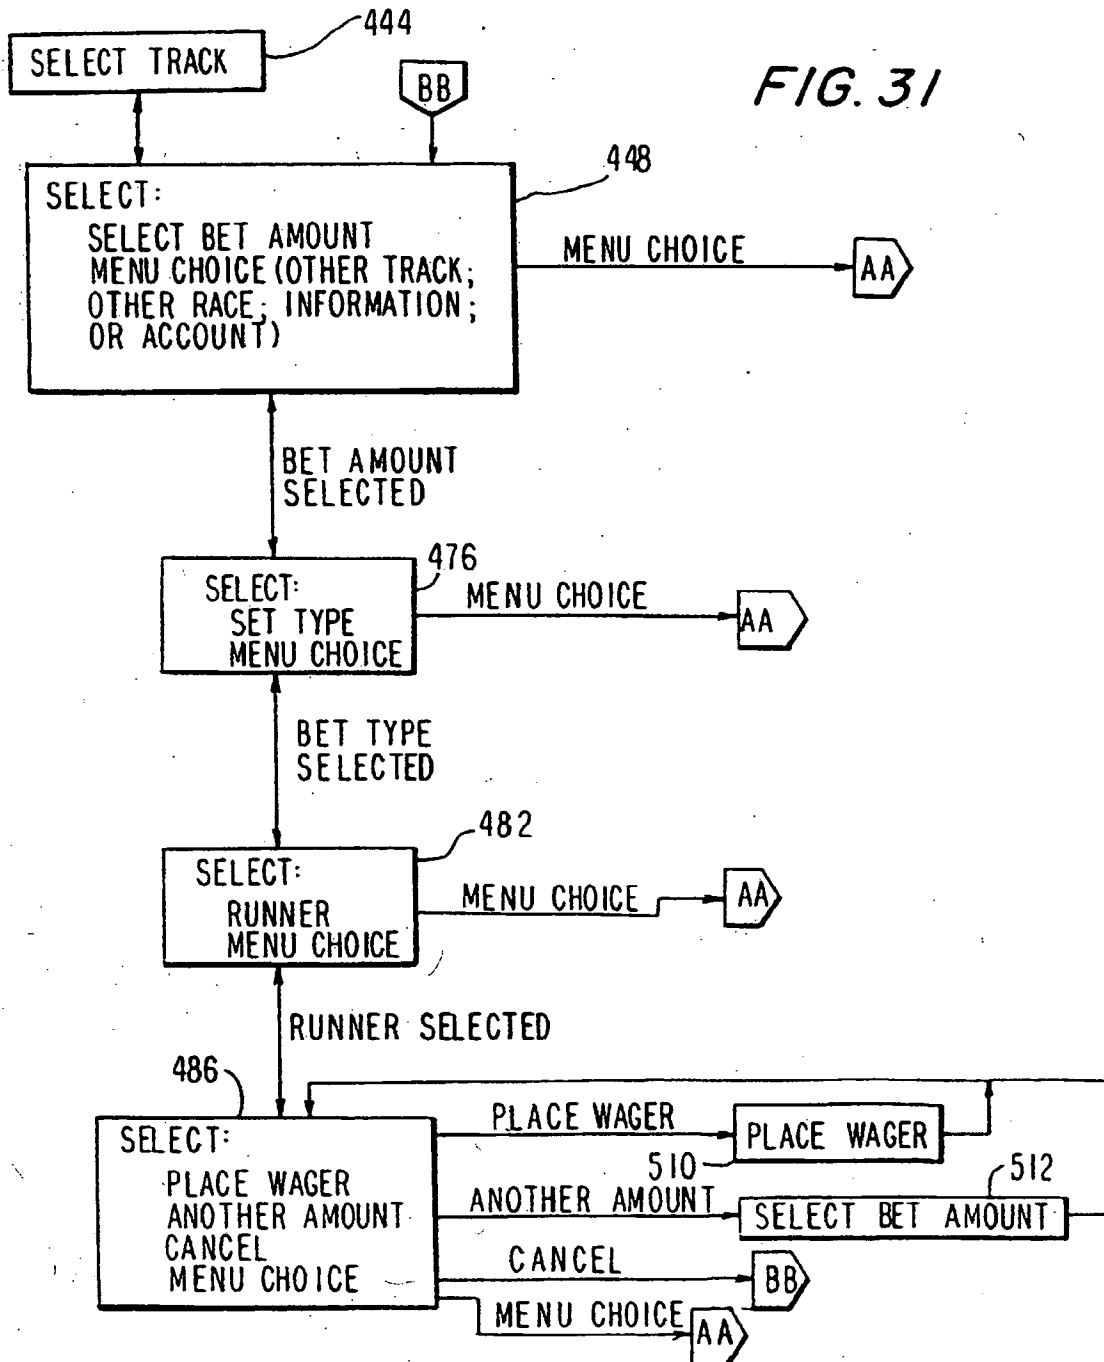 444
SELECT TRACK
BB
FIG. 31
448
SELECT:
SELECT BET AMOUNT
MENU CHOICE (OTHER TRACK;
OTHER RACE; INFORMATION;
OR ACCOUNT)
MENU CHOICE
AA
BET AMOUNT
SELECTED
476
SELECT:
SET TYPE
MENU CHOICE
MENU CHOICE
AA
BET TYPE
SELECTED
482
SELECT:
RUNNER
MENU CHOICE
MENU CHOICE
AA
RUNNER SELECTED
486
SELECT:
PLACE WAGER
ANOTHER AMOUNT
CANCEL
MENU CHOICE
PLACE WAGER
PLACE WAGER
510
512
ANOTHER AMOUNT
SELECT BET AMOUNT
CANCEL
BB
MENU CHOICE
AA